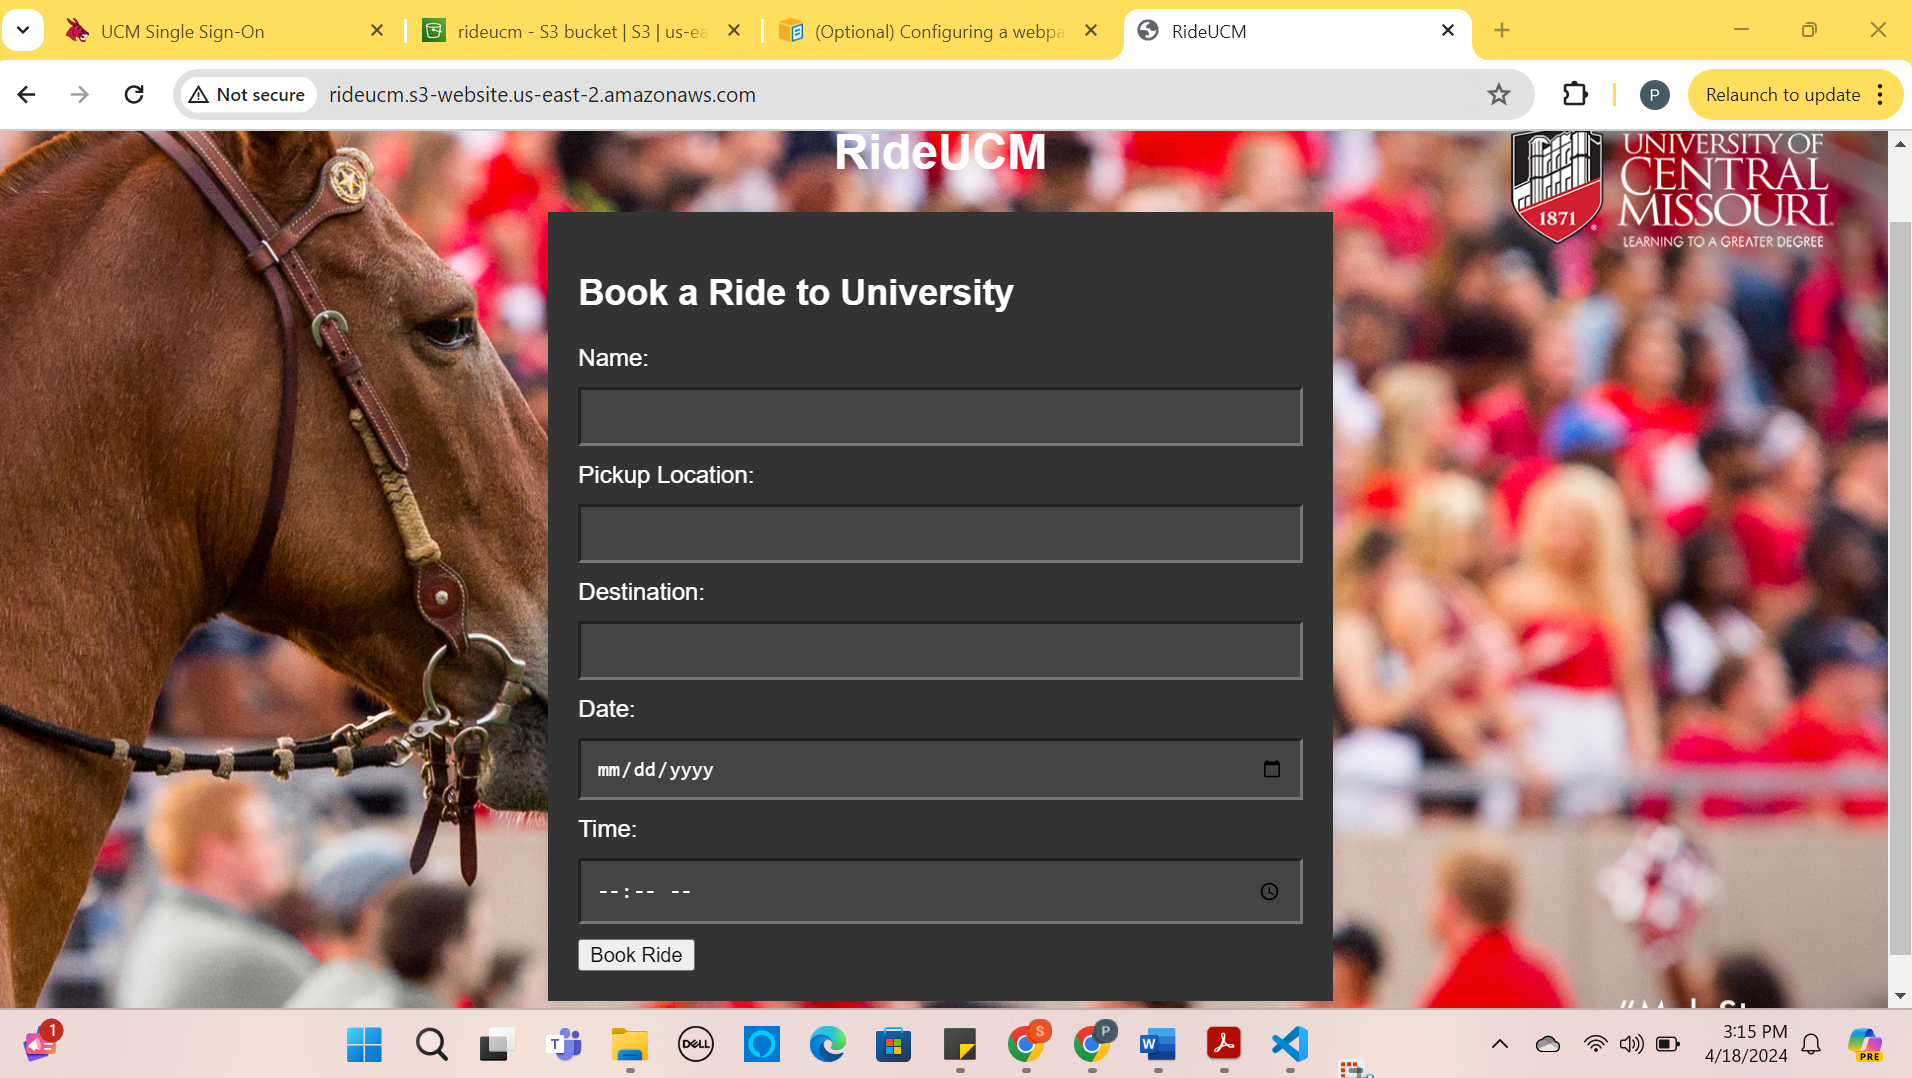 UCM Single Sign-On
rideucm - S3 bucket | S3 | us-ea
(Optional) Configuring a webpa
RideUCM
Not secure
rideucm.s3-website.us-east-2.amazonaws.com
P
Relaunch to update
RideUCM
UNIVERSITY OF
CENTRAL
MISSOURI
1871
LEARNING TO A GREATER DEGREE
Book a Ride to University
Name:
Pickup Location:
Destination:
Date:
mm/dd/yyyy
Time:
--:-- --
Book Ride
1
T
DELL
S
P
W
3:15 PM
4/18/2024
PRE